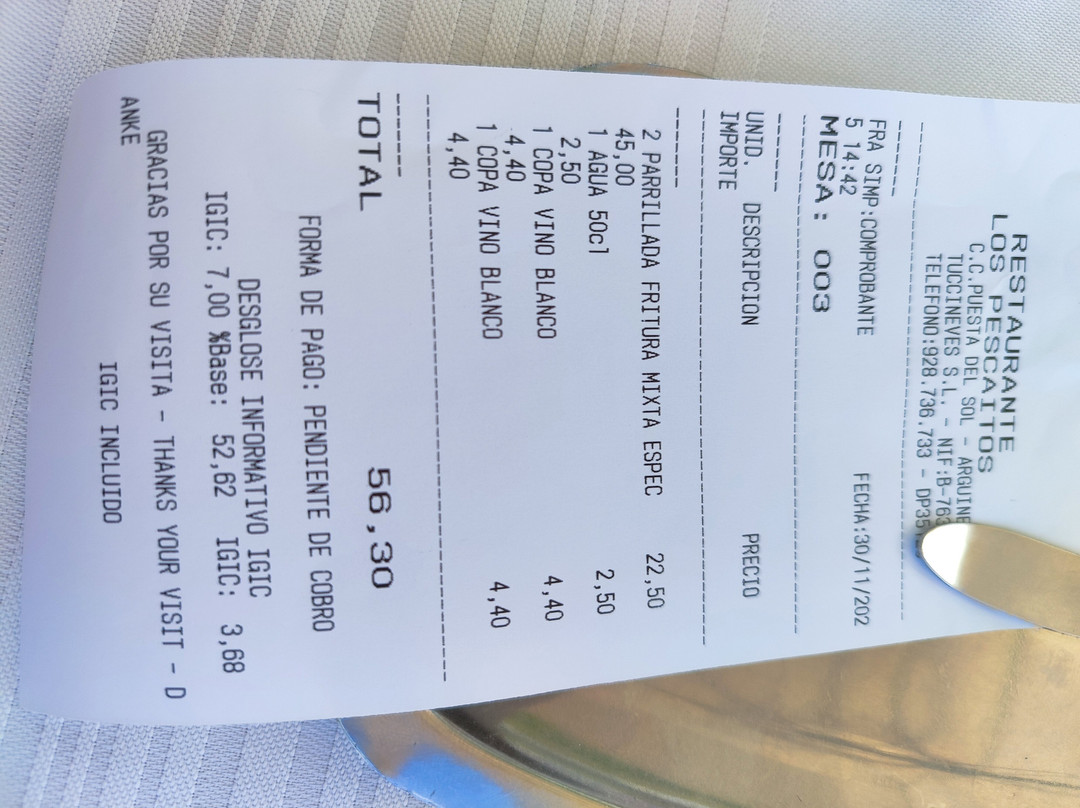 RESTAURANTE
LOS PESCAITOS
C.C.PUESTA DEL SOL - ARGUINE
TUCCINEVES S.L. - NIF:B-763
TELEFONO:928.736.733 - DP35
--------------------------------
------
FRA SIMP:COMPROBANTE FECHA:30/11/202
5 14:42
MESA: 003
--------------------------------
------
UNID. DESCRIPCION PRECIO
IMPORTE
--------------------------------
------
2 PARRILLADA FRITURA MIXTA ESPEC 22,50
45,00
1 AGUA 50cl 2,50
2,50
1 COPA VINO BLANCO 4,40
4,40
1 COPA VINO BLANCO 4,40
4,40
--------------------------------
------
TOTAL 56,30
FORMA DE PAGO: PENDIENTE DE COBRO
DESGLOSE INFORMATIVO IGIC
IGIC: 7,00 %Base: 52,62 IGIC: 3,68
GRACIAS POR SU VISITA - THANKS YOUR VISIT - D
ANKE
IGIC INCLUIDO